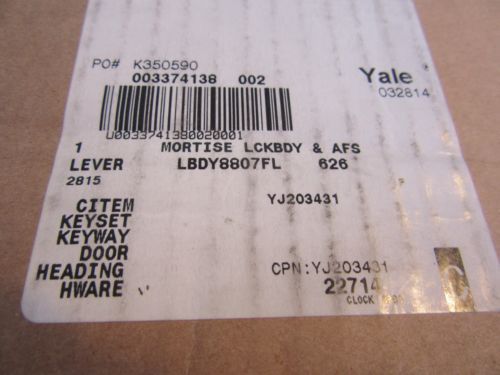 PO# K350590
003374138 002
Yale
032814
U0033741380020001
1 MORTISE LCKBDY & AFS
LEVER LBDY8807FL 626
2815
CITEM YJ203431
KEYSET
KEYWAY
DOOR
HEADING CPN:YJ203431
HWARE 22714
CLOCK